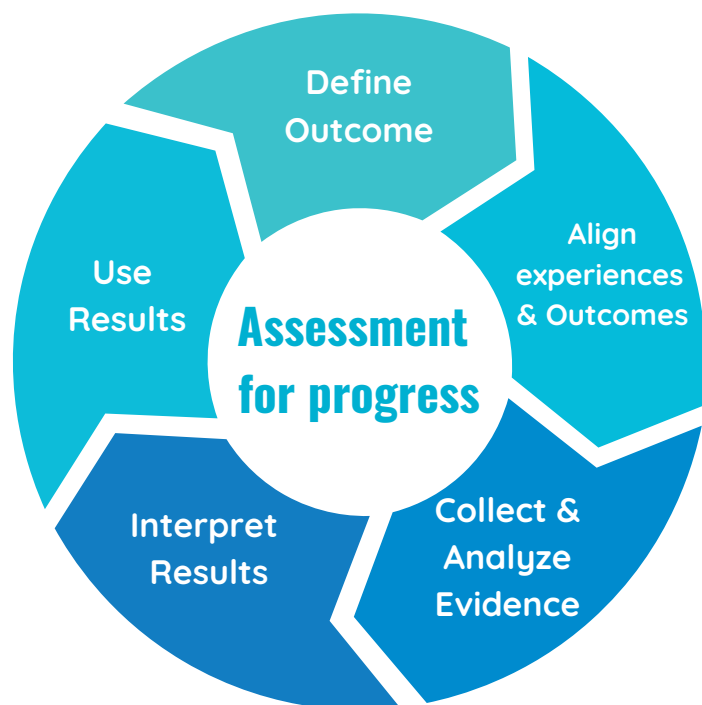 Define
Outcome
Align
experiences
& Outcomes
Collect &
Analyze
Evidence
Interpret
Results
Use
Results
Assessment
for progress